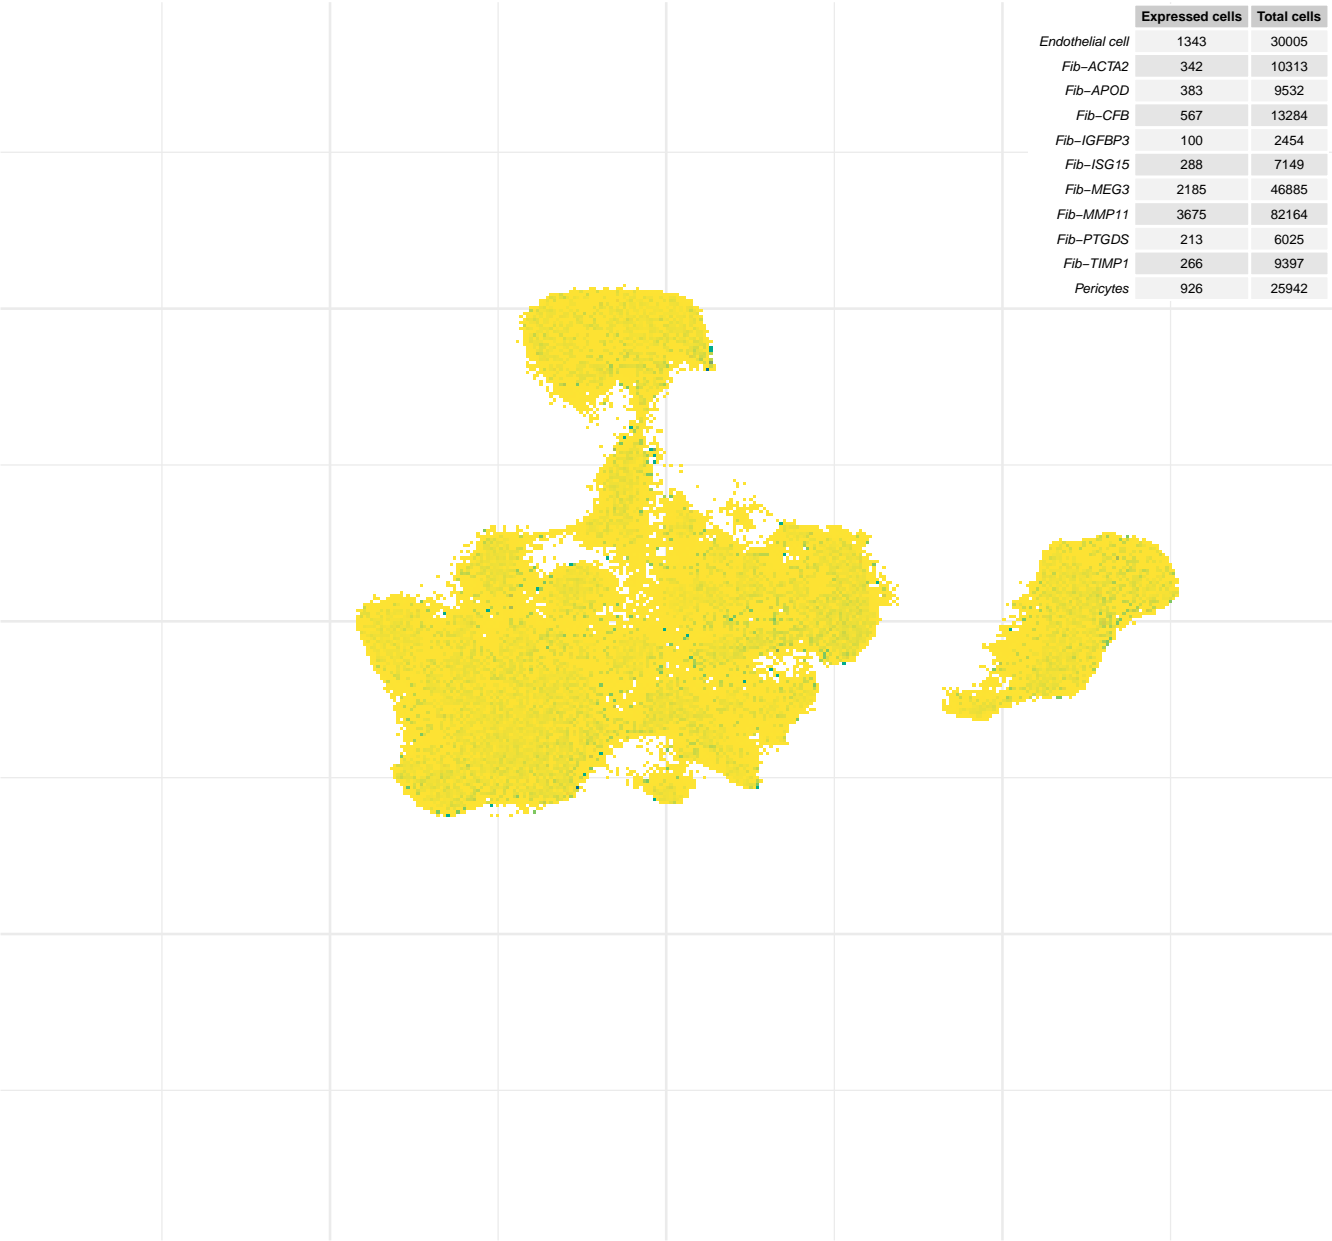 Expressed cells Total cells
Endothelial cell 1343 30005
Fib−ACTA2 342 10313
Fib−APOD 383 9532
Fib−CFB 567 13284
Fib−IGFBP3 100 2454
Fib−ISG15 288 7149
Fib−MEG3 2185 46885
Fib−MMP11 3675 82164
Fib−PTGDS 213 6025
Fib−TIMP1 266 9397
Pericytes 926 25942